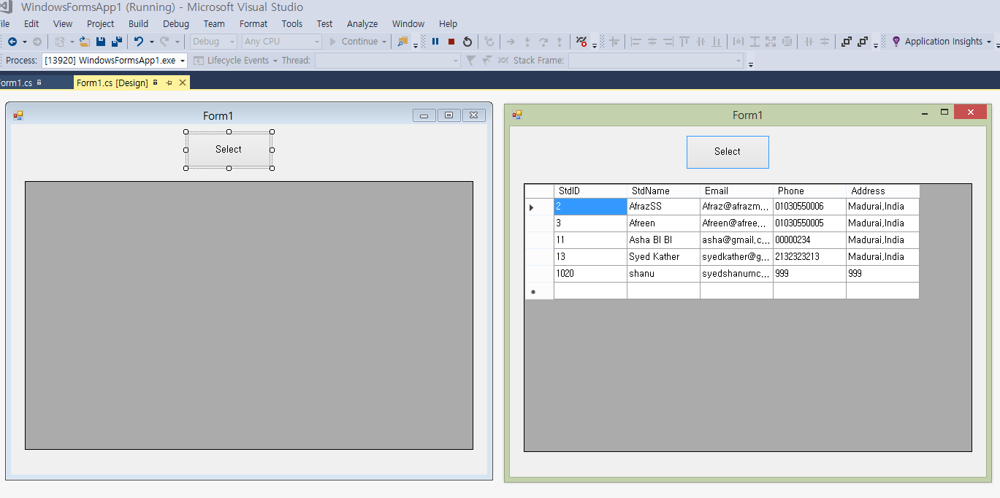 WindowsFormsApp1 (Running) - Microsoft Visual Studio
ile Edit View Project Build Debug Team Format Tools Test Analyze Window Help
Debug Any CPU Continue Application Insights
Process: [13920] WindowsFormsApp1.exe Lifecycle Events Thread: Stack Frame:
orm1.cs Form1.cs [Design]
Form1
Select
Form1
Select
StdID StdName Email Phone Address
2 AfrazSS Afraz@afrazm... 01030550006 Madurai,India
3 Afreen Afreen@afree... 01030550005 Madurai,India
11 Asha BI BI asha@gmail.c... 00000234 Madurai,India
13 Syed Kather syedkather@g... 2132323213 Madurai,India
1020 shanu syedshanumc... 999 999